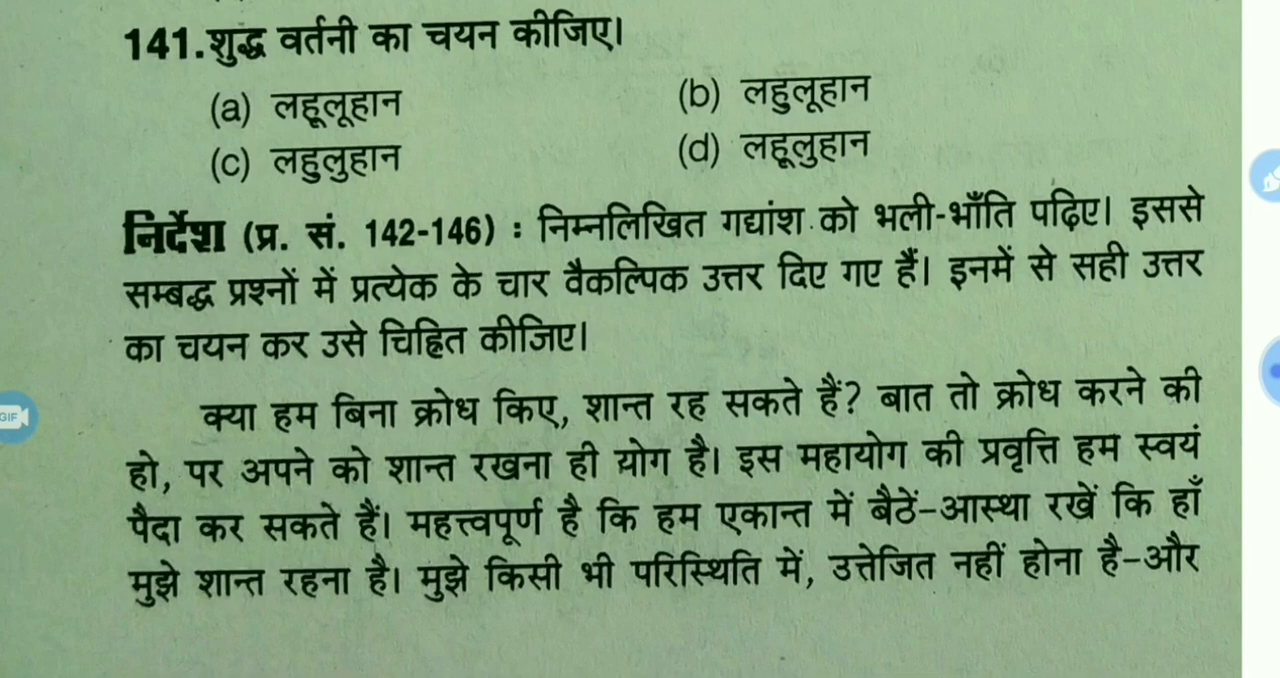 141.शुद्ध वर्तनी का चयन कीजिए।
(a) लहूलूहान (b) लहुलूहान
(c) लहुलुहान (d) लहूलुहान
निर्देश (प्र. सं. 142-146) : निम्नलिखित गद्यांश को भली-भाँति पढ़िए। इससे
सम्बद्ध प्रश्नों में प्रत्येक के चार वैकल्पिक उत्तर दिए गए हैं। इनमें से सही उत्तर
का चयन कर उसे चिह्नित कीजिए।
क्या हम बिना क्रोध किए, शान्त रह सकते हैं? बात तो क्रोध करने की
हो, पर अपने को शान्त रखना ही योग है। इस महायोग की प्रवृत्ति हम स्वयं
पैदा कर सकते हैं। महत्त्वपूर्ण है कि हम एकान्त में बैठें-आस्था रखें कि हाँ
मुझे शान्त रहना है। मुझे किसी भी परिस्थिति में, उत्तेजित नहीं होना है-और
GIF